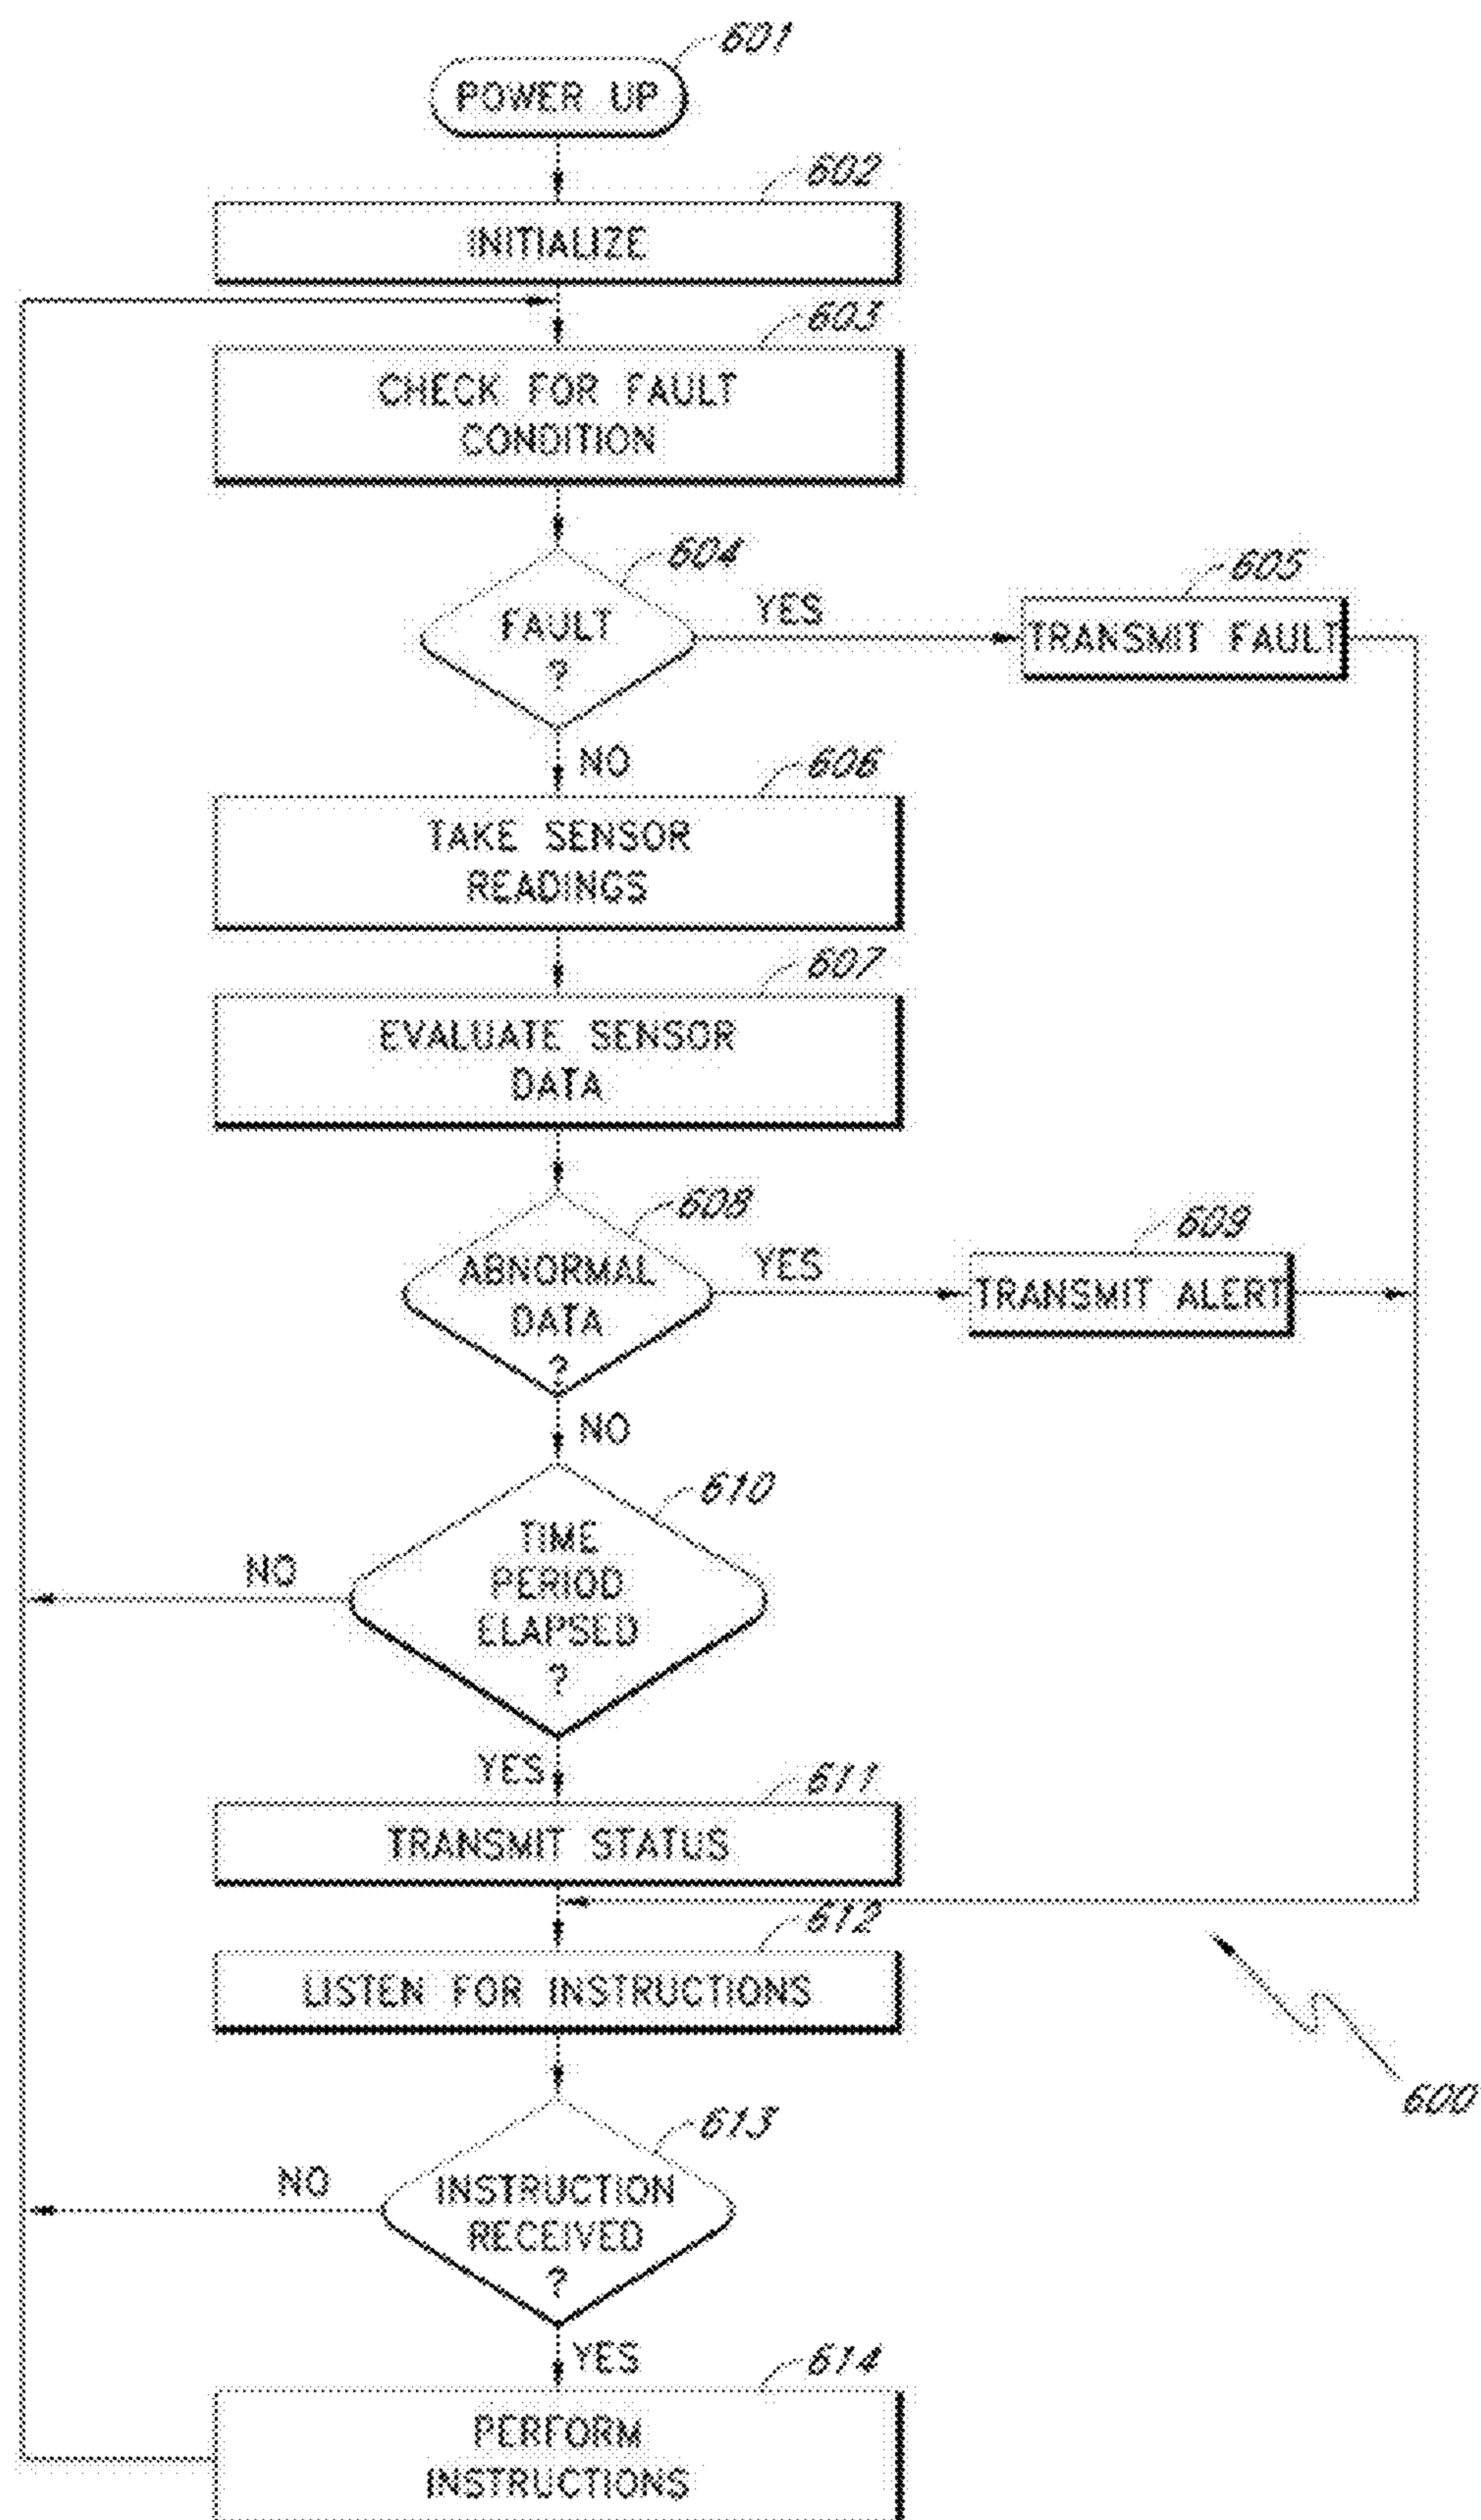 601
POWER UP
602
INITIALIZE
603
CHECK FOR FAULT
CONDITION
604
FAULT
?
YES
605
TRANSMIT FAULT
NO
606
TAKE SENSOR
READINGS
607
EVALUATE SENSOR
DATA
608
ABNORMAL
DATA
?
YES
609
TRANSMIT ALERT
NO
610
TIME
PERIOD
ELAPSED
?
NO
YES
611
TRANSMIT STATUS
612
LISTEN FOR INSTRUCTIONS
600
613
INSTRUCTION
RECEIVED
?
NO
YES
614
PERFORM
INSTRUCTIONS